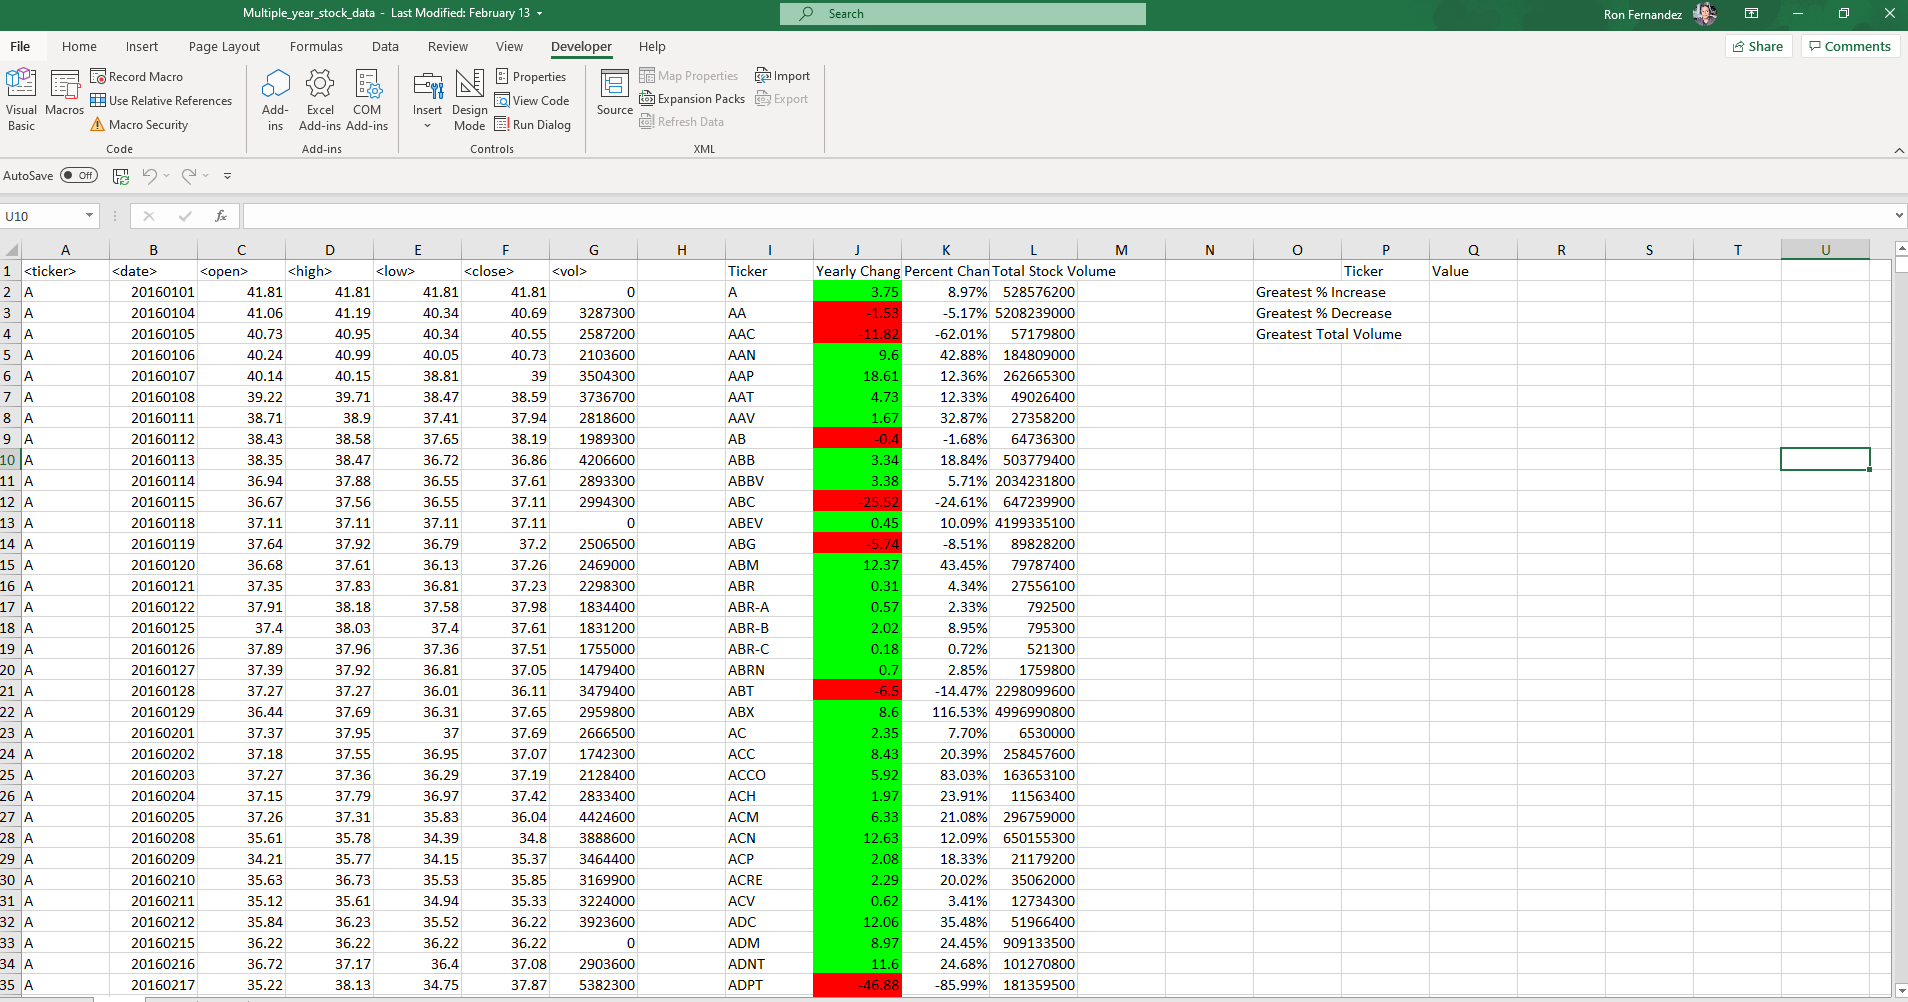 Multiple_year_stock_data - Last Modified: February 13
Search
Ron Fernandez
File Home Insert Page Layout Formulas Data Review View Developer Help
Share Comments
Visual Basic
Macros
Record Macro
Use Relative References
Macro Security
Code
Add-ins
Excel Add-ins
COM Add-ins
Add-ins
Insert
Design Mode
Properties
View Code
Run Dialog
Controls
Source
Map Properties
Expansion Packs
Refresh Data
Import
Export
XML
AutoSave Off
U10
fx
A B C D E F G H I J K L M N O P Q R S T U
1 <ticker> <date> <open> <high> <low> <close> <vol> Ticker Yearly Chang Percent Chan Total Stock Volume Ticker Value
2 A 20160101 41.81 41.81 41.81 41.81 0 A 3.75 8.97% 528576200 Greatest % Increase
3 A 20160104 41.06 41.19 40.34 40.69 3287300 AA -1.53 -5.17% 5208239000 Greatest % Decrease
4 A 20160105 40.73 40.95 40.34 40.55 2587200 AAC -11.82 -62.01% 57179800 Greatest Total Volume
5 A 20160106 40.24 40.99 40.05 40.73 2103600 AAN 9.6 42.88% 184809000
6 A 20160107 40.14 40.15 38.81 39 3504300 AAP 18.61 12.36% 262665300
7 A 20160108 39.22 39.71 38.47 38.59 3736700 AAT 4.73 12.33% 49026400
8 A 20160111 38.71 38.9 37.41 37.94 2818600 AAV 1.67 32.87% 27358200
9 A 20160112 38.43 38.58 37.65 38.19 1989300 AB -0.4 -1.68% 64736300
10 A 20160113 38.35 38.47 36.72 36.86 4206600 ABB 3.34 18.84% 503779400
11 A 20160114 36.94 37.88 36.55 37.61 2893300 ABBV 3.38 5.71% 2034231800
12 A 20160115 36.67 37.56 36.55 37.11 2994300 ABC -25.52 -24.61% 647239900
13 A 20160118 37.11 37.11 37.11 37.11 0 ABEV 0.45 10.09% 4199335100
14 A 20160119 37.64 37.92 36.79 37.2 2506500 ABG -5.74 -8.51% 89828200
15 A 20160120 36.68 37.61 36.13 37.26 2469000 ABM 12.37 43.45% 79787400
16 A 20160121 37.35 37.83 36.81 37.23 2298300 ABR 0.31 4.34% 27556100
17 A 20160122 37.91 38.18 37.58 37.98 1834400 ABR-A 0.57 2.33% 792500
18 A 20160125 37.4 38.03 37.4 37.61 1831200 ABR-B 2.02 8.95% 795300
19 A 20160126 37.89 37.96 37.36 37.51 1755000 ABR-C 0.18 0.72% 521300
20 A 20160127 37.39 37.92 36.81 37.05 1479400 ABRN 0.7 2.85% 1759800
21 A 20160128 37.27 37.27 36.01 36.11 3479400 ABT -6.5 -14.47% 2298099600
22 A 20160129 36.44 37.69 36.31 37.65 2959800 ABX 8.6 116.53% 4996990800
23 A 20160201 37.37 37.95 37 37.69 2666500 AC 2.35 7.70% 6530000
24 A 20160202 37.18 37.55 36.95 37.07 1742300 ACC 8.43 20.39% 258457600
25 A 20160203 37.27 37.36 36.29 37.19 2128400 ACCO 5.92 83.03% 163653100
26 A 20160204 37.15 37.79 36.97 37.42 2833400 ACH 1.97 23.91% 11563400
27 A 20160205 37.26 37.31 35.83 36.04 4424600 ACM 6.33 21.08% 296759000
28 A 20160208 35.61 35.78 34.39 34.8 3888600 ACN 12.63 12.09% 650155300
29 A 20160209 34.21 35.77 34.15 35.37 3464400 ACP 2.08 18.33% 21179200
30 A 20160210 35.63 36.73 35.53 35.85 3169900 ACRE 2.29 20.02% 35062000
31 A 20160211 35.12 35.61 34.94 35.33 3224000 ACV 0.62 3.41% 12734300
32 A 20160212 35.84 36.23 35.52 36.22 3923600 ADC 12.06 35.48% 51966400
33 A 20160215 36.22 36.22 36.22 36.22 0 ADM 8.97 24.45% 909133500
34 A 20160216 36.72 37.17 36.4 37.08 2903600 ADNT 11.6 24.68% 101270800
35 A 20160217 35.22 38.13 34.75 37.87 5382300 ADPT -46.88 -85.99% 181359500